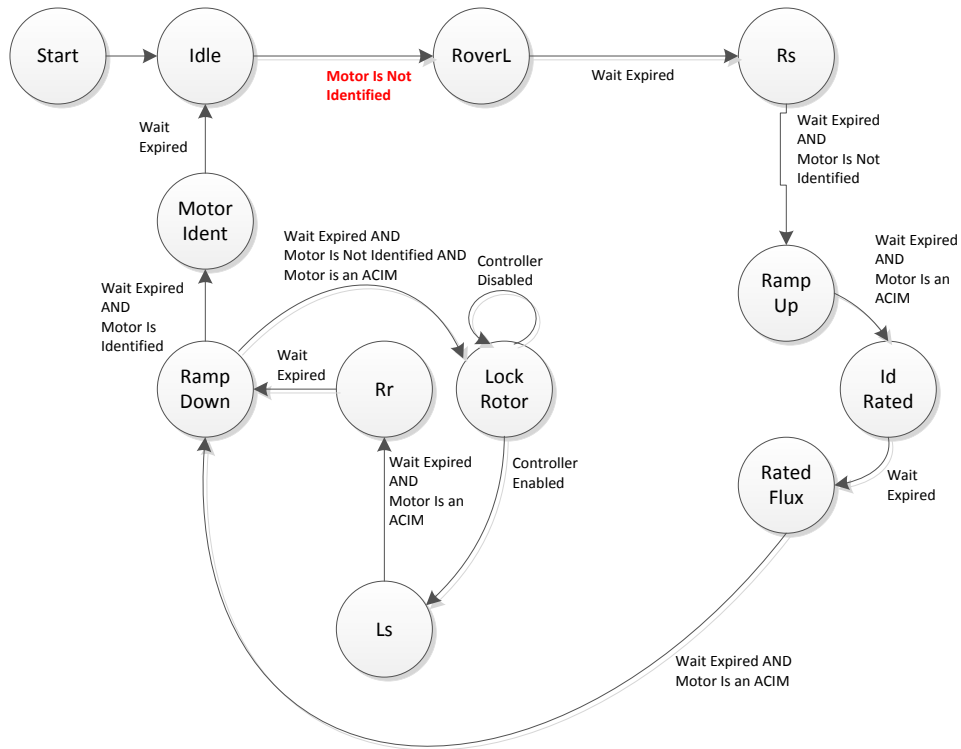 Start
Idle
RoverL
Rs
Motor Is Not
Identified
Wait Expired
Wait Expired
AND
Motor Is Not
Identified
Wait
Expired
Motor
Ident
Wait Expired AND
Motor Is Not Identified AND
Motor is an ACIM
Controller
Disabled
Wait Expired
AND
Motor Is an
ACIM
Ramp
Up
Wait Expired
AND
Motor Is
Identified
Wait
Expired
Ramp
Down
Rr
Lock
Rotor
Id
Rated
Wait Expired
AND
Motor Is an
ACIM
Controller
Enabled
Rated
Flux
Wait
Expired
Ls
Wait Expired AND
Motor Is an ACIM